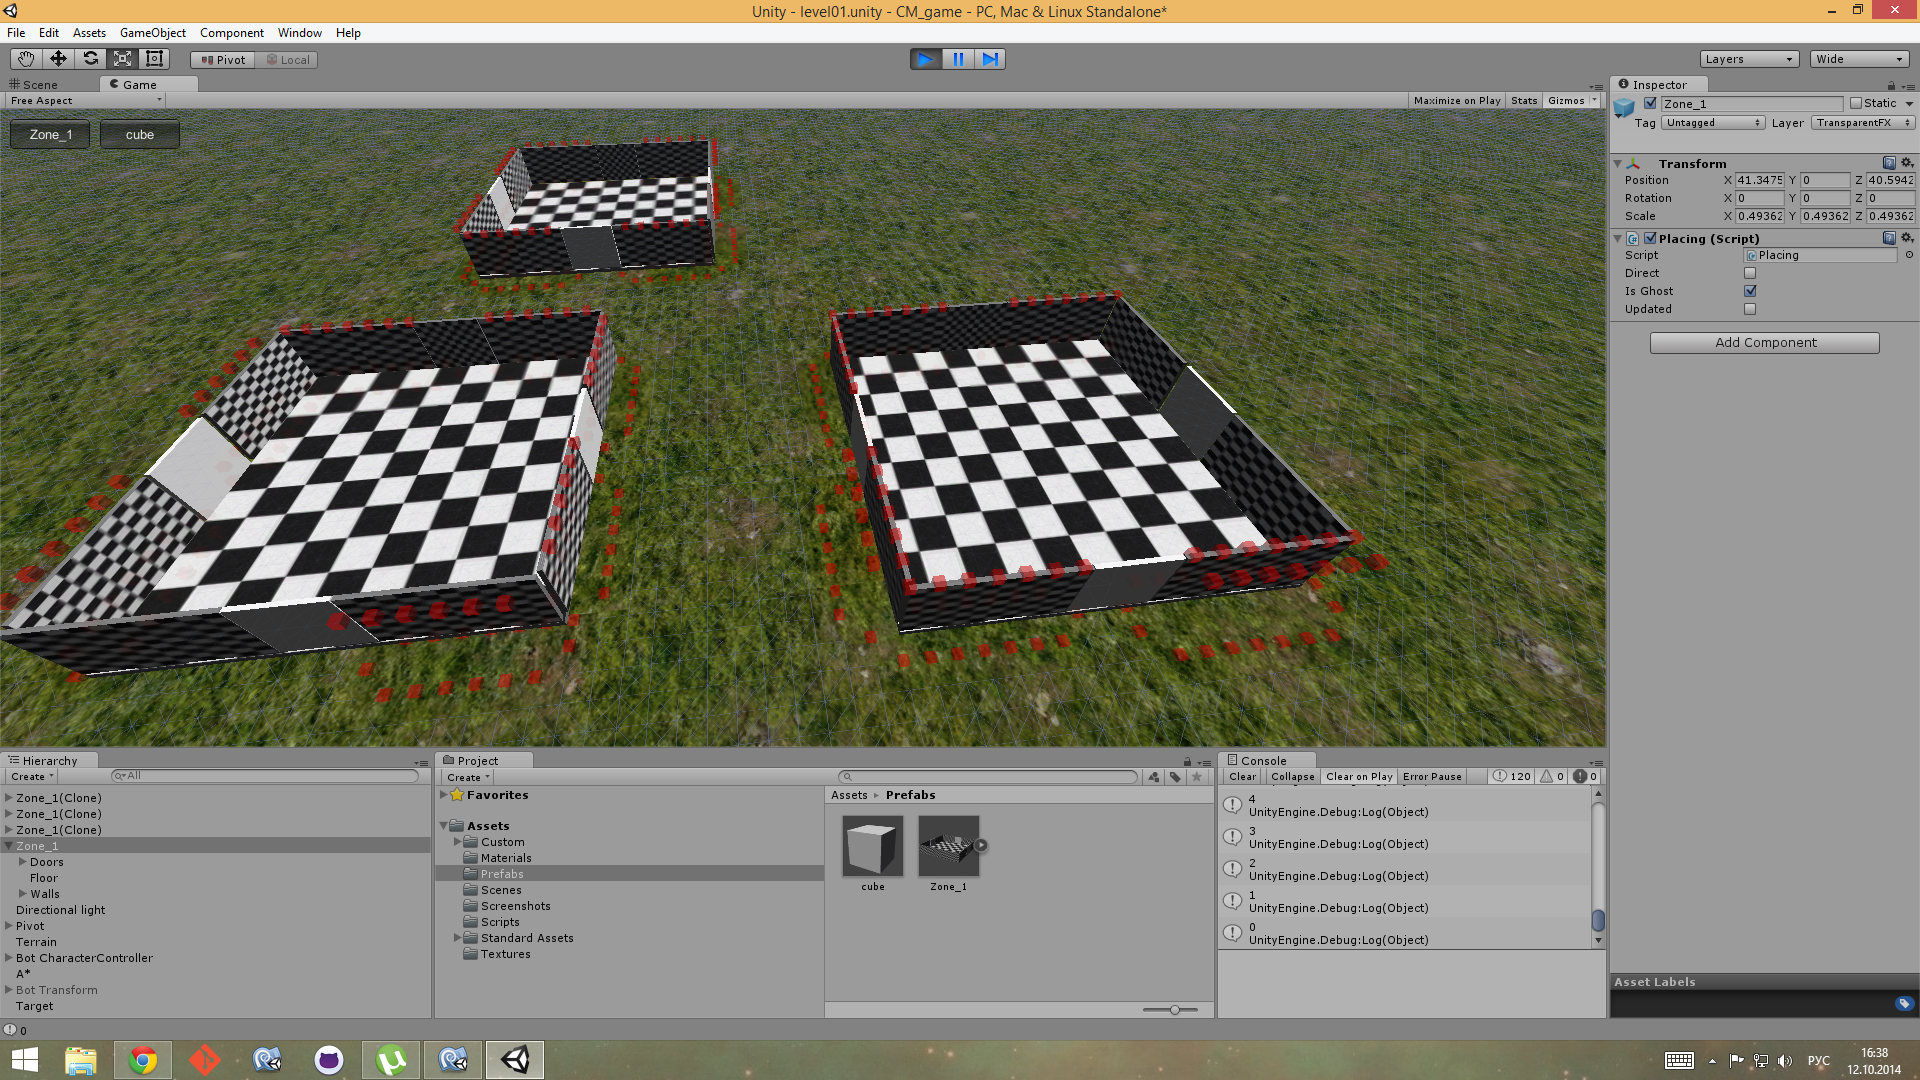 Unity - level01.unity - CM_game - PC, Mac & Linux Standalone*
File Edit Assets GameObject Component Window Help
Pivot Local
Layers Wide
Scene Game
Free Aspect Maximize on Play Stats Gizmos
Zone_1 cube
Inspector
Zone_1 Static
Tag Untagged Layer TransparentFX
Transform
Position X 41.3475 Y 0 Z 40.5942
Rotation X 0 Y 0 Z 0
Scale X 0.49362 Y 0.49362 Z 0.49362
Placing (Script)
Script Placing
Direct
Is Ghost
Updated
Add Component
Hierarchy
Create All
Zone_1(Clone)
Zone_1(Clone)
Zone_1(Clone)
Zone_1
Doors
Floor
Walls
Directional light
Pivot
Terrain
Bot CharacterController
A*
Bot Transform
Target
Project
Create
Favorites
Assets
Custom
Materials
Prefabs
Scenes
Screenshots
Scripts
Standard Assets
Textures
Assets Prefabs
cube Zone_1
Console
Clear Collapse Clear on Play Error Pause 120 0 0
4
UnityEngine.Debug:Log(Object)
3
UnityEngine.Debug:Log(Object)
2
UnityEngine.Debug:Log(Object)
1
UnityEngine.Debug:Log(Object)
0
UnityEngine.Debug:Log(Object)
Asset Labels
0
РУС
16:38
12.10.2014